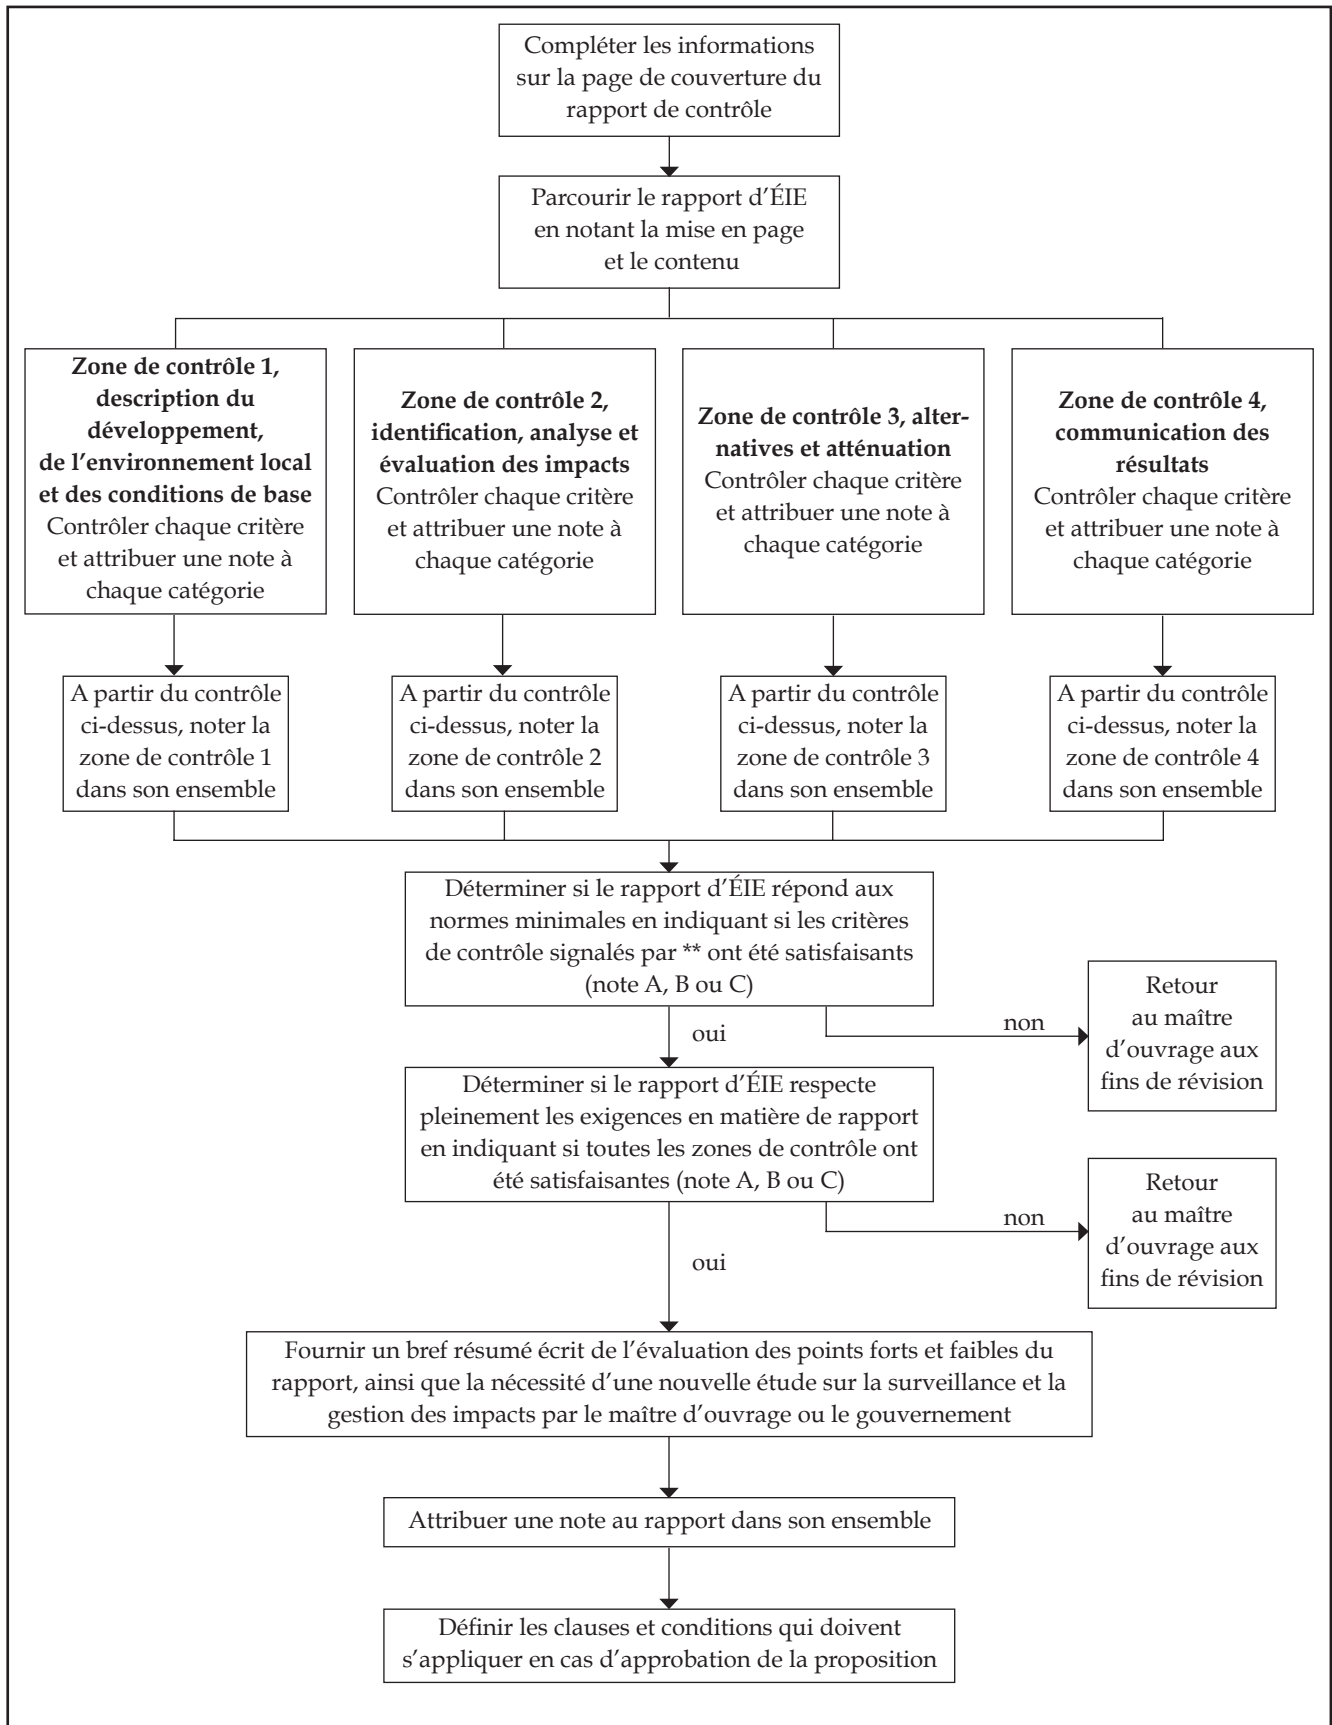 Compléter les informations
sur la page de couverture du
rapport de contrôle
Parcourir le rapport d'ÉIE
en notant la mise en page
et le contenu
Zone de contrôle 1,
description du
développement,
de l'environnement local
et des conditions de base
Contrôler chaque critère
et attribuer une note à
chaque catégorie
Zone de contrôle 2,
identification, analyse et
évaluation des impacts
Contrôler chaque critère
et attribuer une note à
chaque catégorie
Zone de contrôle 3, alter-
natives et atténuation
Contrôler chaque critère
et attribuer une note à
chaque catégorie
Zone de contrôle 4,
communication des
résultats
Contrôler chaque critère
et attribuer une note à
chaque catégorie
A partir du contrôle
ci-dessus, noter la
zone de contrôle 1
dans son ensemble
A partir du contrôle
ci-dessus, noter la
zone de contrôle 2
dans son ensemble
A partir du contrôle
ci-dessus, noter la
zone de contrôle 3
dans son ensemble
A partir du contrôle
ci-dessus, noter la
zone de contrôle 4
dans son ensemble
Déterminer si le rapport d'ÉIE répond aux
normes minimales en indiquant si les critères
de contrôle signalés par ** ont été satisfaisants
(note A, B ou C)
non
Retour
au maître
d'ouvrage aux
fins de révision
oui
Déterminer si le rapport d'ÉIE respecte
pleinement les exigences en matière de rapport
en indiquant si toutes les zones de contrôle ont
été satisfaisantes (note A, B ou C)
non
Retour
au maître
d'ouvrage aux
fins de révision
oui
Fournir un bref résumé écrit de l'évaluation des points forts et faibles du
rapport, ainsi que la nécessité d'une nouvelle étude sur la surveillance et la
gestion des impacts par le maître d'ouvrage ou le gouvernement
Attribuer une note au rapport dans son ensemble
Définir les clauses et conditions qui doivent
s'appliquer en cas d'approbation de la proposition